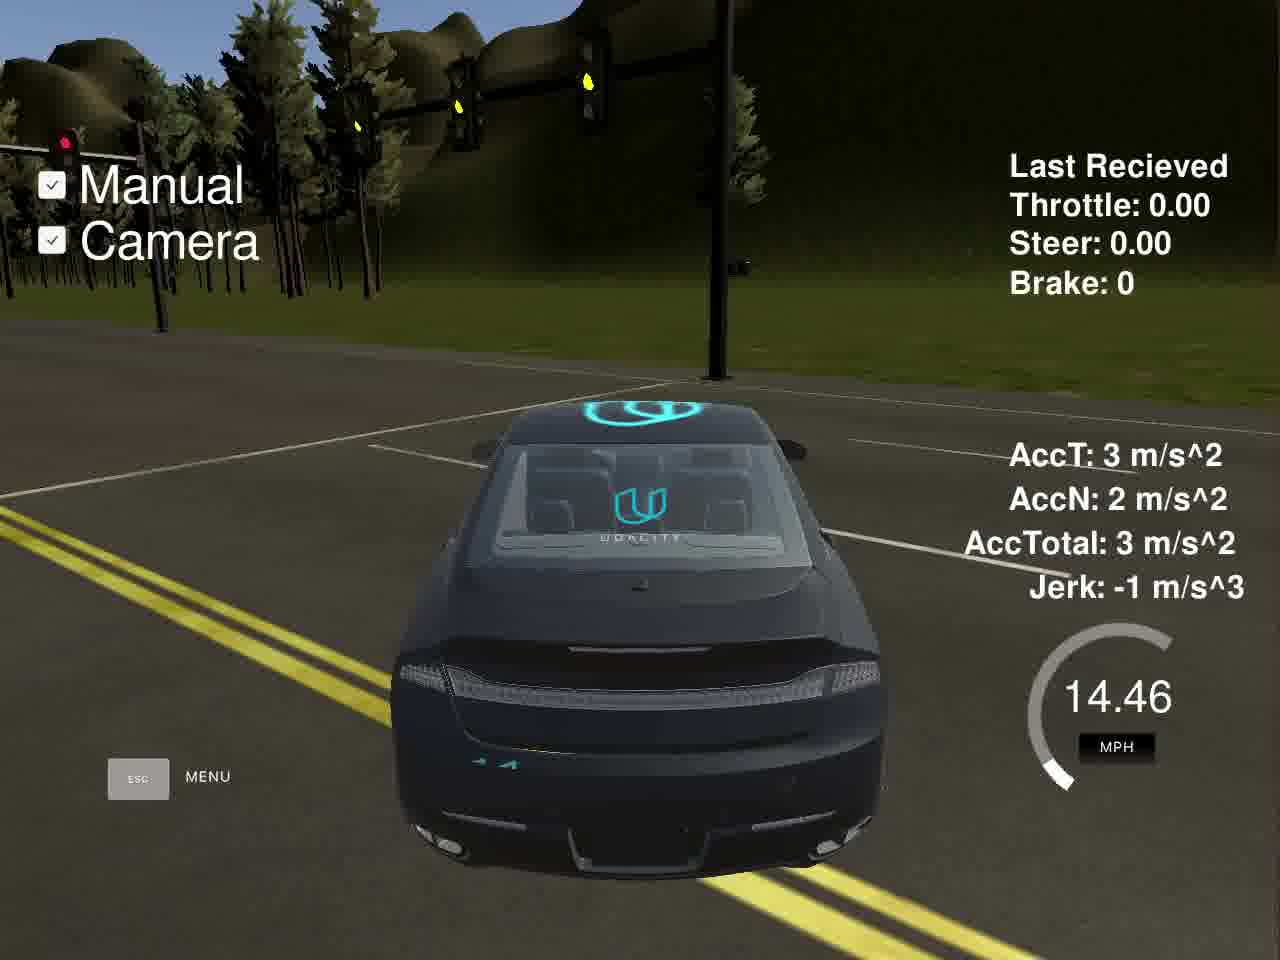 Manual
Camera
Last Recieved
Throttle: 0.00
Steer: 0.00
Brake: 0
AccT: 3 m/s^2
AccN: 2 m/s^2
AccTotal: 3 m/s^2
Jerk: -1 m/s^3
UDACITY
14.46
MPH
ESC
MENU